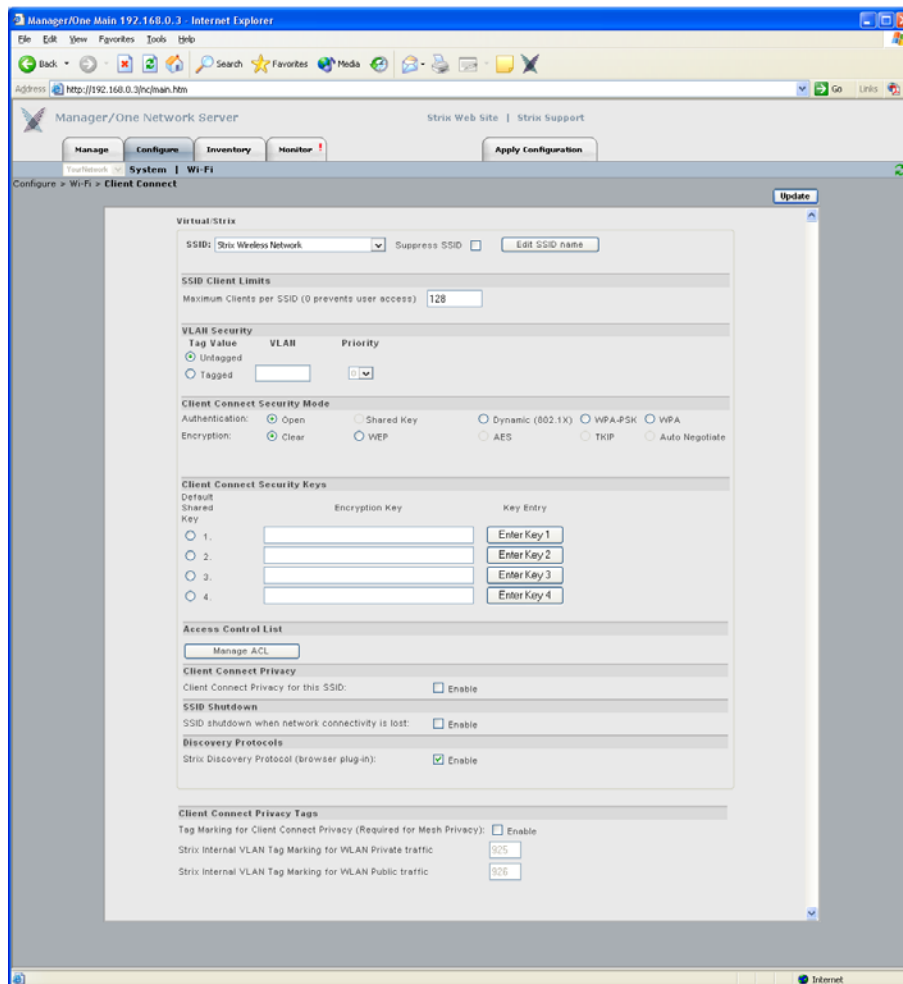 Manager/One Main 192.168.0.3 - Internet Explorer
File Edit View Favorites Tools Help
Back Search Favorites Media
Address http://192.168.0.3/nc/main.htm Go Links
Manager/One Network Server Strix Web Site | Strix Support
Manage Configure Inventory Monitor ! Apply Configuration
YourNetwork System | Wi-Fi
Configure > Wi-Fi > Client Connect
Update
Virtual/Strix
SSID: Strix Wireless Network Suppress SSID Edit SSID name
SSID Client Limits
Maximum Clients per SSID (0 prevents user access) 128
VLAN Security
Tag Value VLAN Priority
Untagged
Tagged 0
Client Connect Security Mode
Authentication: Open Shared Key Dynamic (802.1X) WPA-PSK WPA
Encryption: Clear WEP AES TKIP Auto Negotiate
Client Connect Security Keys
Default
Shared Encryption Key Key Entry
Key
1. Enter Key 1
2. Enter Key 2
3. Enter Key 3
4. Enter Key 4
Access Control List
Manage ACL
Client Connect Privacy
Client Connect Privacy for this SSID: Enable
SSID Shutdown
SSID shutdown when network connectivity is lost: Enable
Discovery Protocols
Strix Discovery Protocol (browser plug-in): Enable
Client Connect Privacy Tags
Tag Marking for Client Connect Privacy (Required for Mesh Privacy): Enable
Strix Internal VLAN Tag Marking for WLAN Private traffic 925
Strix Internal VLAN Tag Marking for WLAN Public traffic 926
Internet